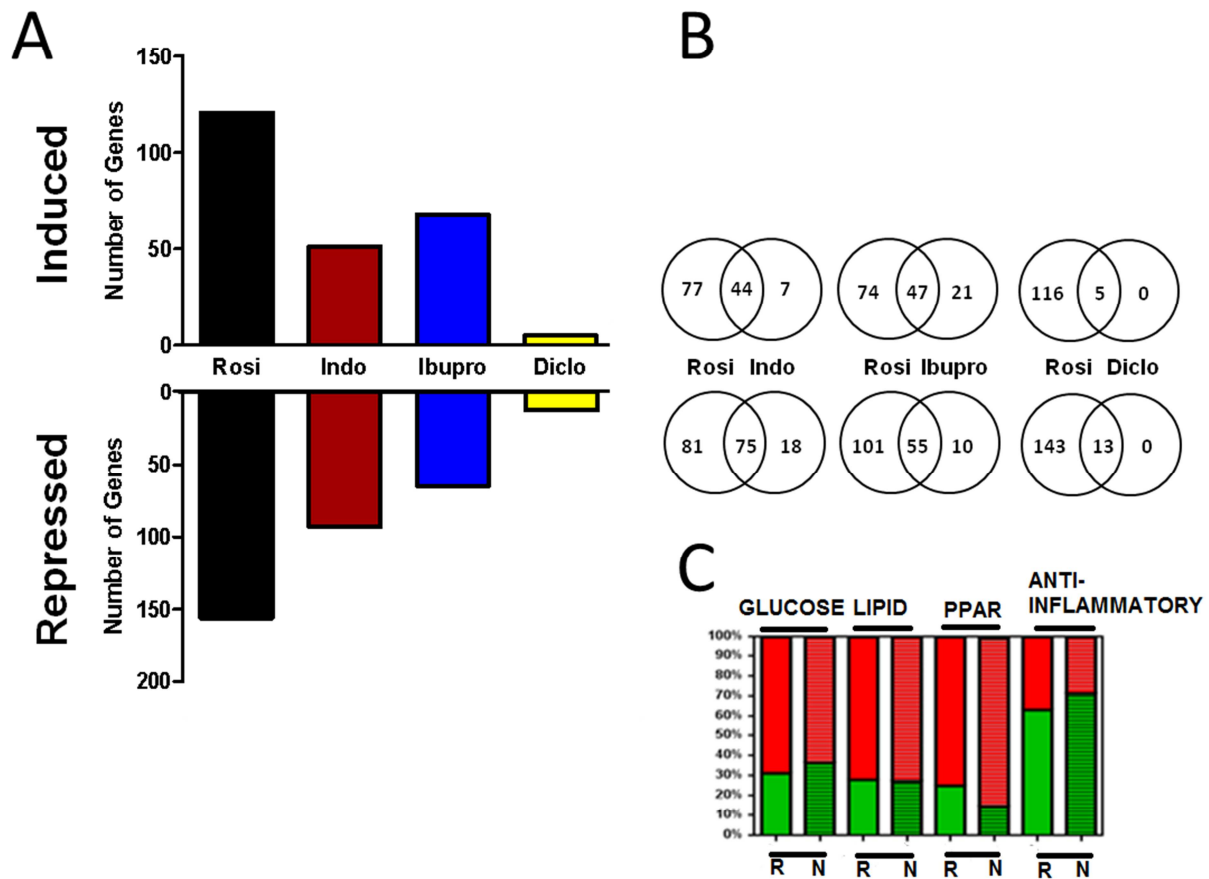 A
Induced
Number of Genes
150
100
50
0
Rosi Indo Ibupro Diclo
Repressed
Number of Genes
0
50
100
150
200
B
77 44 7
74 47 21
116 5 0
Rosi Indo
Rosi Ibupro
Rosi Diclo
81 75 18
101 55 10
143 13 0
C
GLUCOSE LIPID PPAR ANTI-
INFLAMMATORY
100%
90%
80%
70%
60%
50%
40%
30%
20%
10%
0%
R N R N R N R N